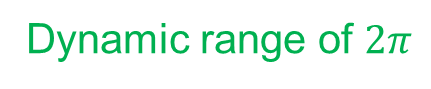 Dynamic range of 2𝜋